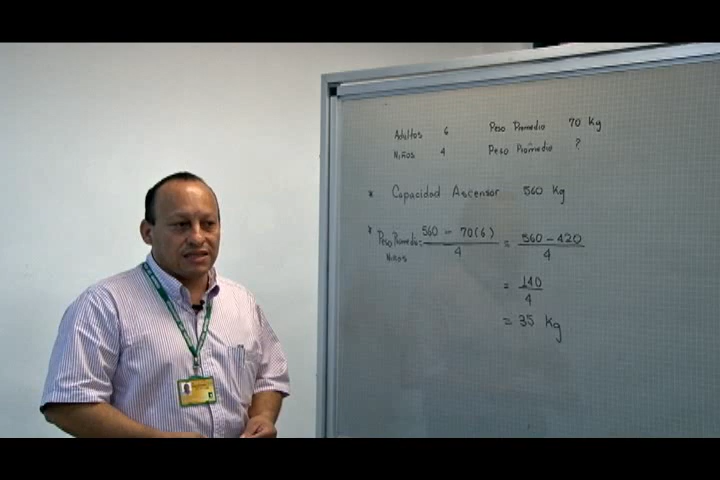 Adultos 6 Peso Promedio 70 Kg
Niños 4 Peso Promedio ?
* Capacidad Ascensor 560 Kg
* Peso Promedio Niños = 560 - 70(6) / 4 = 560 - 420 / 4
= 140 / 4
= 35 Kg